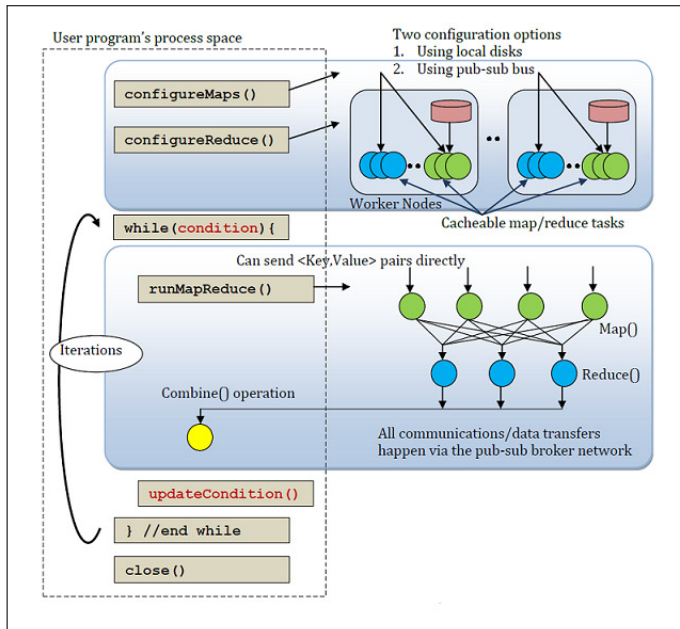 User program's process space
Two configuration options
1. Using local disks
2. Using pub-sub bus
configureMaps()
configureReduce()
Worker Nodes
Cacheable map/reduce tasks
while(condition){
Can send <Key,Value> pairs directly
runMapReduce()
Map()
Iterations
Reduce()
Combine() operation
All communications/data transfers
happen via the pub-sub broker network
updateCondition()
} //end while
close()